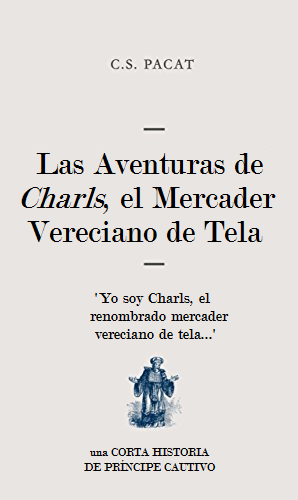 C.S. PACAT
Las Aventuras de
Charls, el Mercader
Vereciano de Tela
'Yo soy Charls, el
renombrado mercader
vereciano de tela...'
una CORTA HISTORIA
DE PRÍNCIPE CAUTIVO